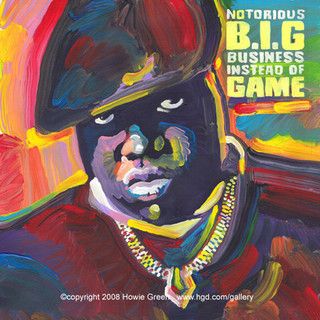 NOTORIOUS
B.I.G
BUSINESS
INSTEAD OF
GAME
©copyright 2008 Howie Green - www.hgd.com/gallery